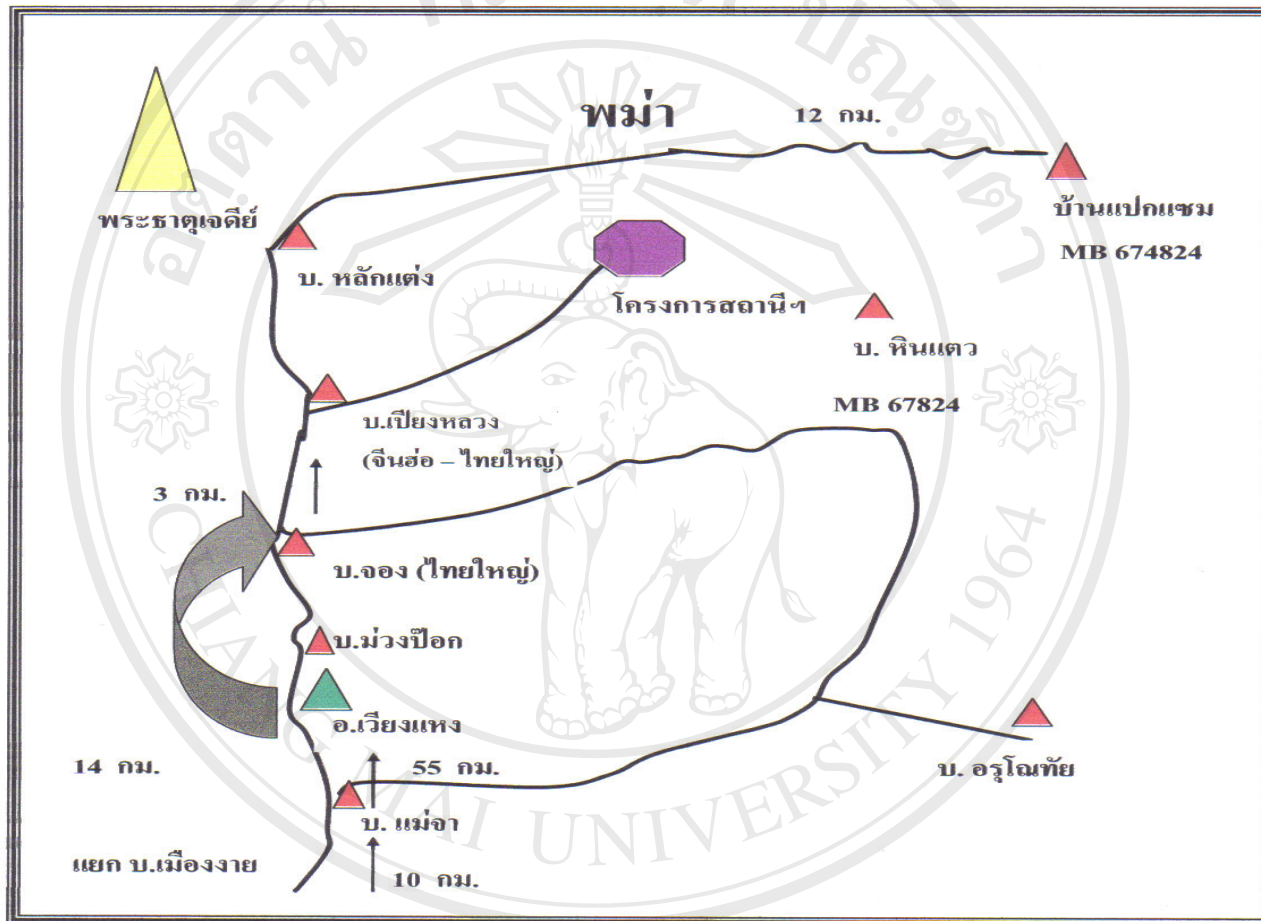 พม่า
12 กม.
พระธาตุเจดีย์
บ้านแปกแซม
MB 674824
บ. หลักแต่ง
โครงการสถานีฯ
บ. หินแตว
MB 67824
บ.เปียงหลวง
(จีนฮ่อ – ไทยใหญ่)
3 กม.
บ.จอง (ไทยใหญ่)
บ.ม่วงป๊อก
อ.เวียงแหง
14 กม.
55 กม.
บ. อรุโณทัย
บ. แม่จา
แยก บ.เมืองงาย
10 กม.
CHIANG MAI UNIVERSITY 1964